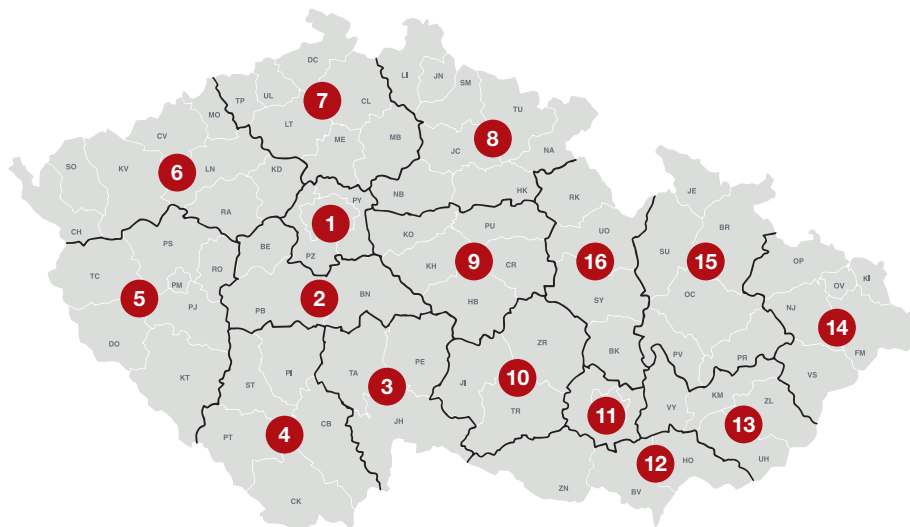 DC
LI
JN
TP
UL
SM
CL
7
MO
TU
LT
CV
ME
MB
8
JC
NA
SO
KV
6
LN
KD
NB
HK
JE
RK
RA
PY
1
PU
BR
CH
KO
UO
PS
BE
PZ
SU
15
OP
RO
KH
9
CR
16
TC
PM
KI
OV
5
2
BN
OC
PJ
HB
SY
NJ
PB
14
DO
ZR
BK
PV
PR
FM
PI
TA
PE
KT
ST
3
JI
10
VS
KM
ZL
VY
TR
11
CB
JH
13
PT
4
UH
12
HO
ZN
BV
CK